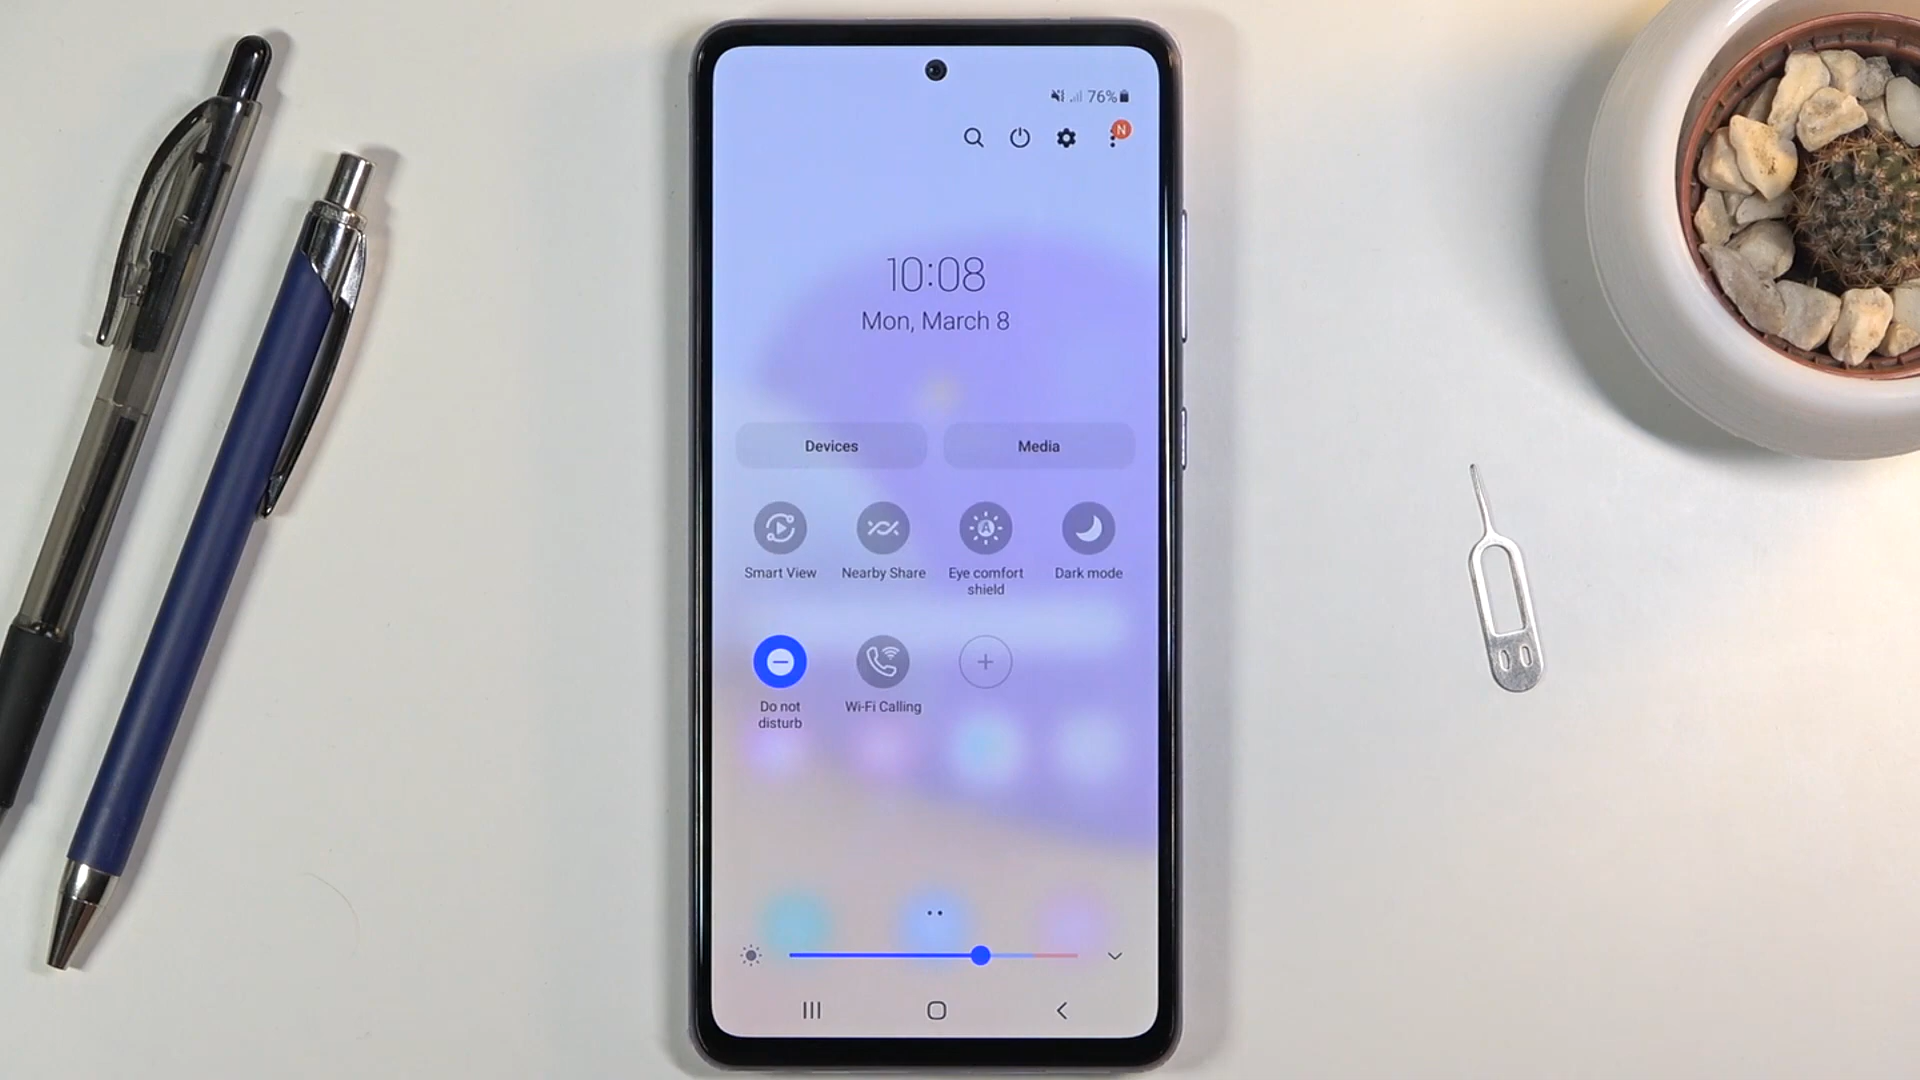 76%
N
10:08
Mon, March 8
Devices
Media
Smart View
Nearby Share
Eye comfort
shield
Dark mode
Do not
disturb
Wi-Fi Calling